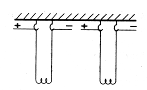 + − + −